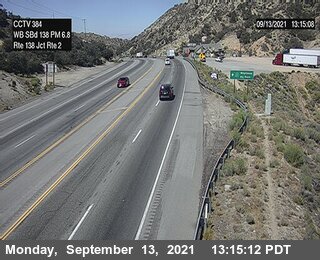 CCTV 384
WB SBd 138 PM 6.8
Rte 138 Jct Rte 2
09/13/2021 13:15:08
Monday, September 13, 2021 13:15:12 PDT